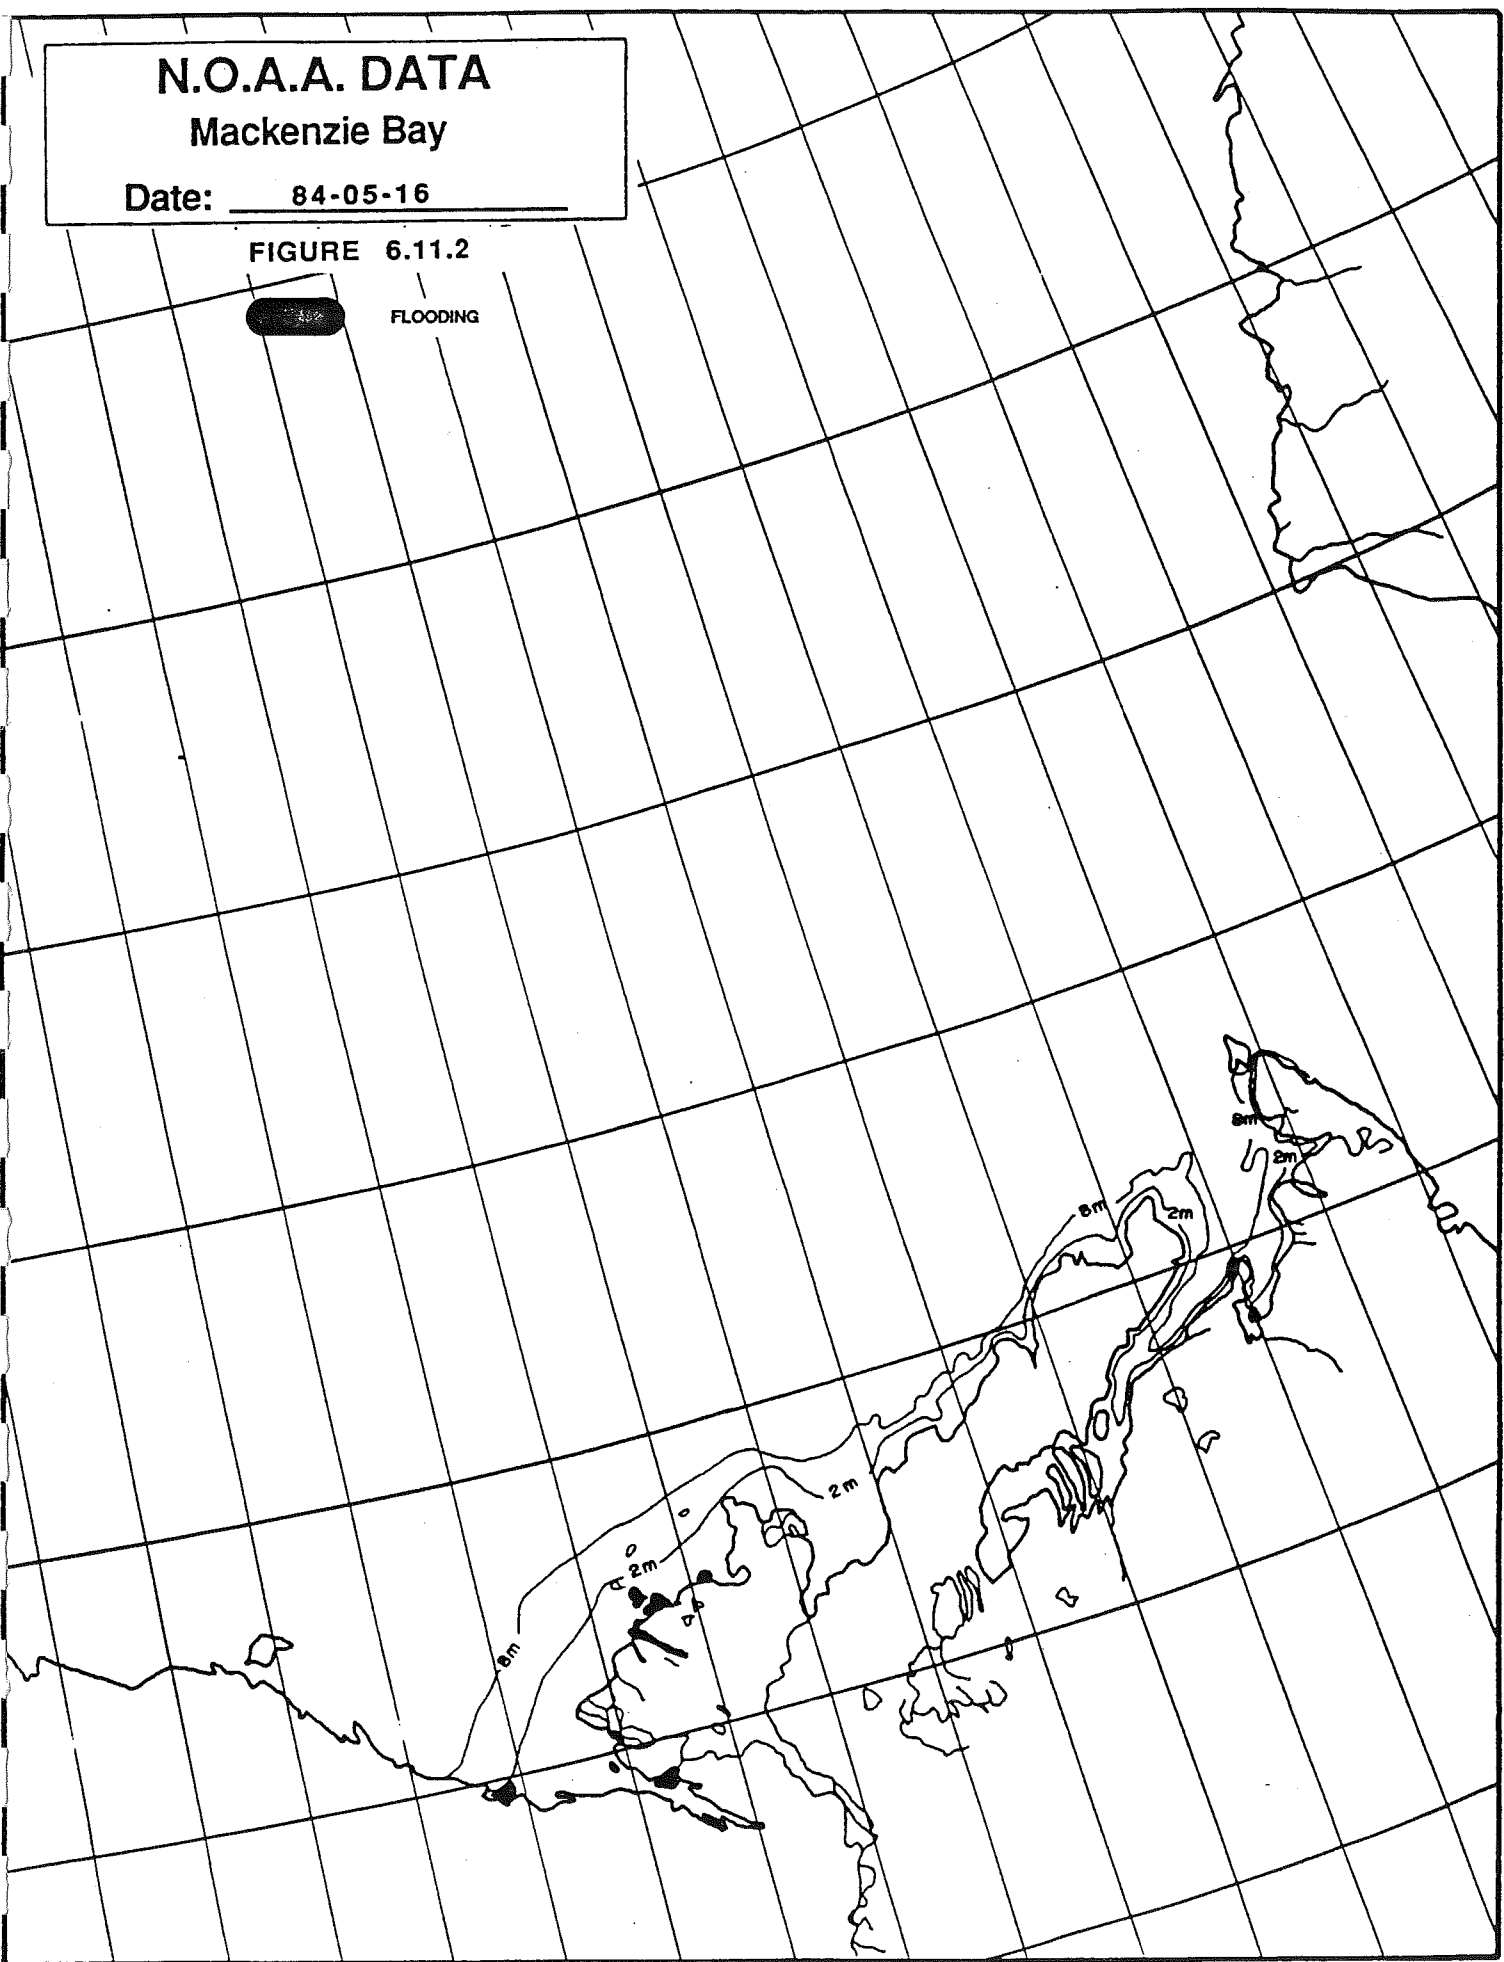 N.O.A.A. DATA
Mackenzie Bay
Date: 84-05-16
FIGURE 6.11.2
FLOODING
8m
2m
8m
2m
2m
2m
8m